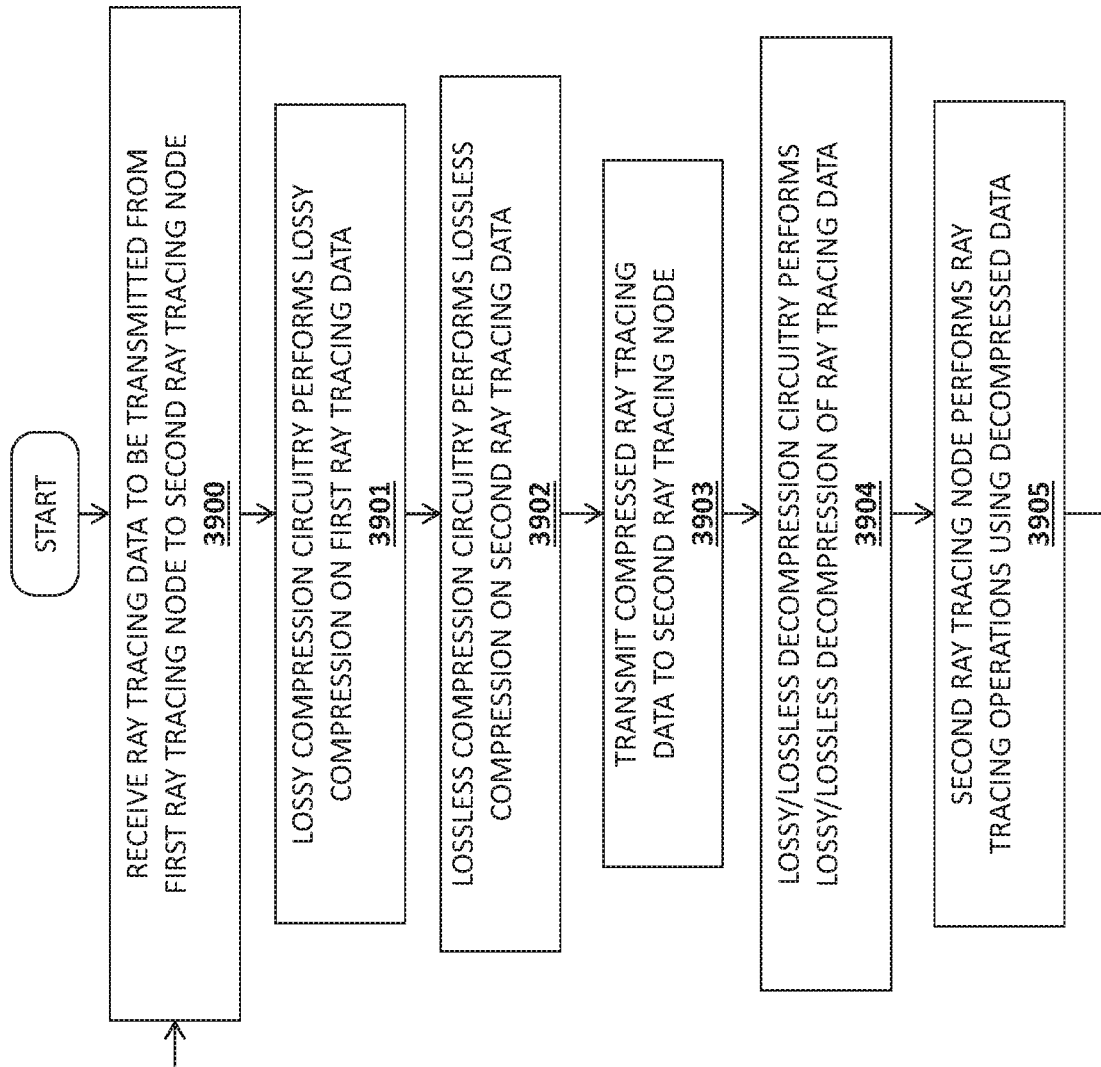 START
RECEIVE RAY TRACING DATA TO BE TRANSMITTED FROM
FIRST RAY TRACING NODE TO SECOND RAY TRACING NODE
3900
LOSSY COMPRESSION CIRCUITRY PERFORMS LOSSY
COMPRESSION ON FIRST RAY TRACING DATA
3901
LOSSLESS COMPRESSION CIRCUITRY PERFORMS LOSSLESS
COMPRESSION ON SECOND RAY TRACING DATA
3902
TRANSMIT COMPRESSED RAY TRACING
DATA TO SECOND RAY TRACING NODE
3903
LOSSY/LOSSLESS DECOMPRESSION CIRCUITRY PERFORMS
LOSSY/LOSSLESS DECOMPRESSION OF RAY TRACING DATA
3904
SECOND RAY TRACING NODE PERFORMS RAY
TRACING OPERATIONS USING DECOMPRESSED DATA
3905